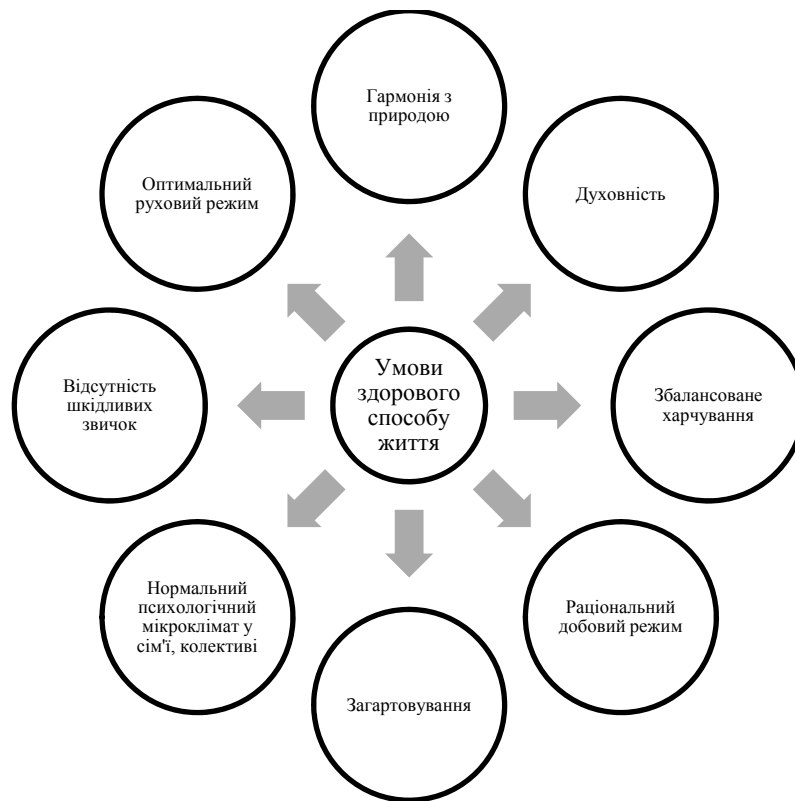 Гармонія з
природою
Оптимальний
руховий режим
Духовність
Умови
здорового
способу
життя
Відсутність
шкідливих
звичок
Збалансоване
харчування
Нормальний
психологічний
мікроклімат у
сім'ї, колективі
Раціональний
добовий режим
Загартовування